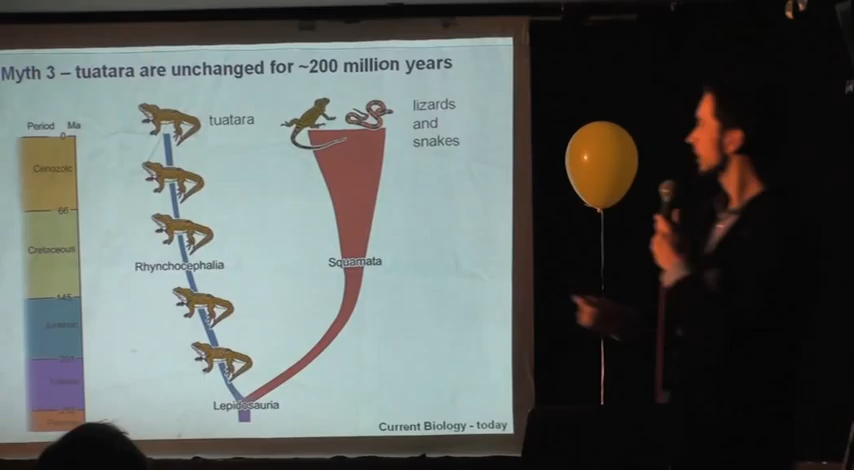 Myth 3 – tuatara are unchanged for ~200 million years
tuatara
lizards
and
snakes
Period Ma
0
Cenozoic
66
Cretaceous
145
Jurassic
201
Rhynchocephalia
Squamata
Lepidosauria
Current Biology - today